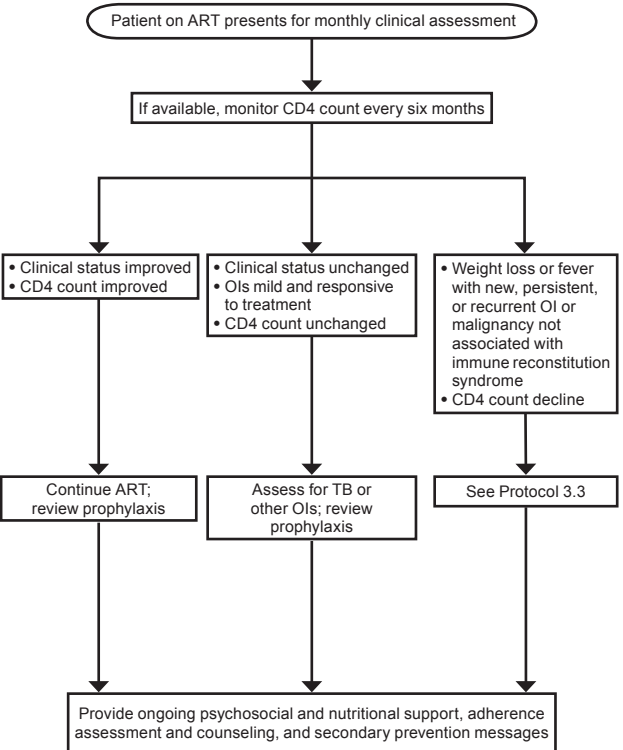 Patient on ART presents for monthly clinical assessment
If available, monitor CD4 count every six months
• Clinical status improved
• CD4 count improved
• Clinical status unchanged
• OIs mild and responsive
to treatment
• CD4 count unchanged
• Weight loss or fever
with new, persistent,
or recurrent OI or
malignancy not
associated with
immune reconstitution
syndrome
• CD4 count decline
Continue ART;
review prophylaxis
Assess for TB or
other OIs; review
prophylaxis
See Protocol 3.3
Provide ongoing psychosocial and nutritional support, adherence
assessment and counseling, and secondary prevention messages